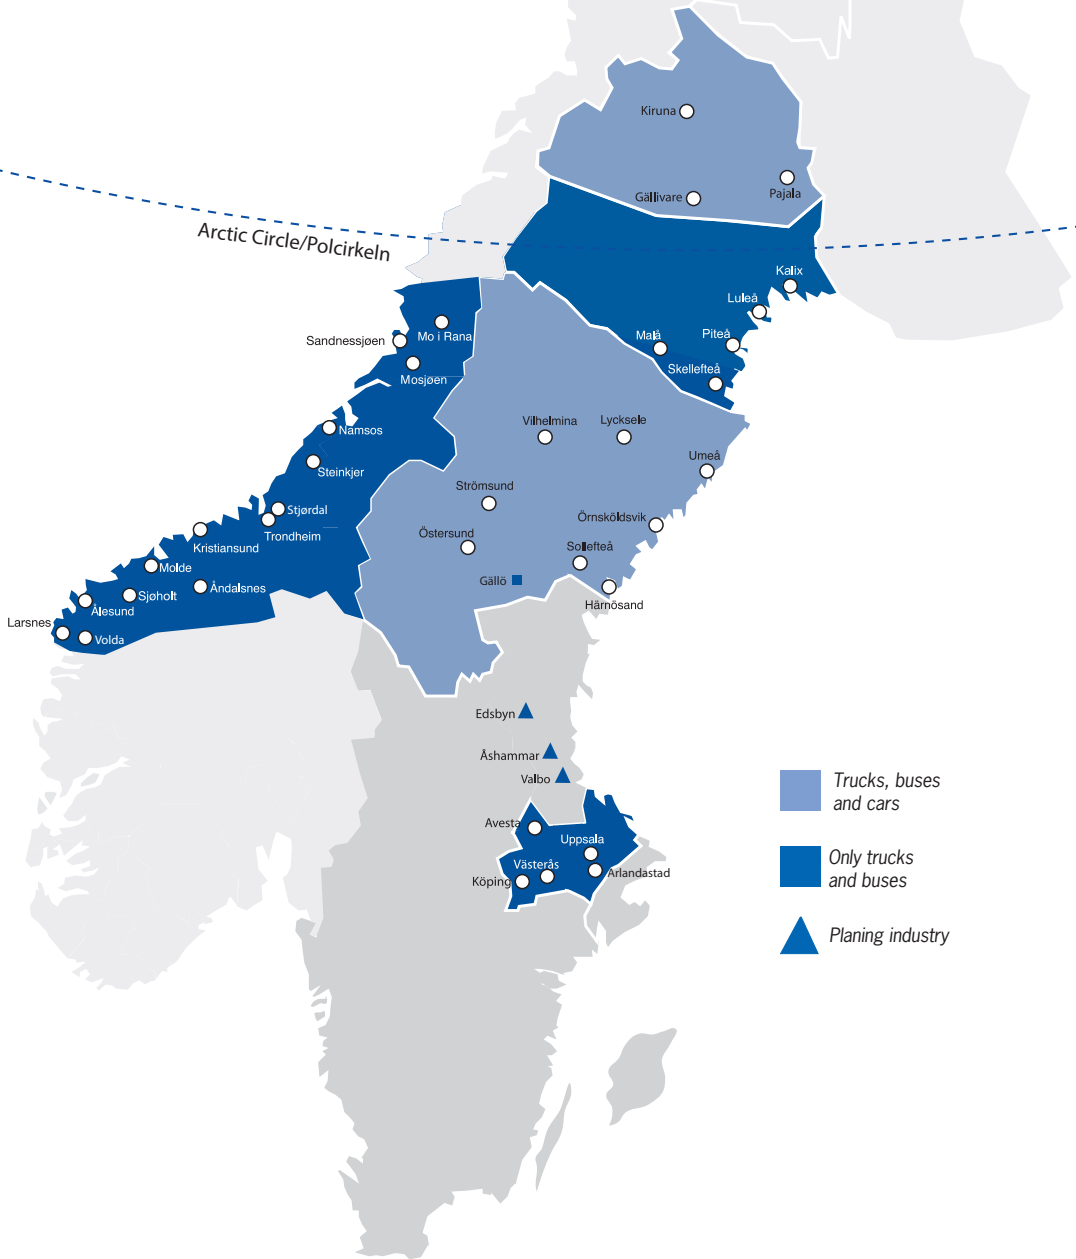 Kiruna
Pajala
Gällivare
Arctic Circle/Polcirkeln
Kalix
Luleå
Sandnessjøen
Mo i Rana
Malå
Piteå
Mosjøen
Skellefteå
Namsos
Vilhelmina
Lycksele
Umeå
Steinkjer
Strömsund
Stjørdal
Örnsköldsvik
Trondheim
Östersund
Kristiansund
Sollefteå
Molde
Gällö
Åndalsnes
Sjøholt
Härnösand
Ålesund
Larsnes
Volda
Edsbyn
Åshammar
Valbo
Trucks, buses
and cars
Avesta
Uppsala
Only trucks
and buses
Västerås
Arlandastad
Köping
Planing industry